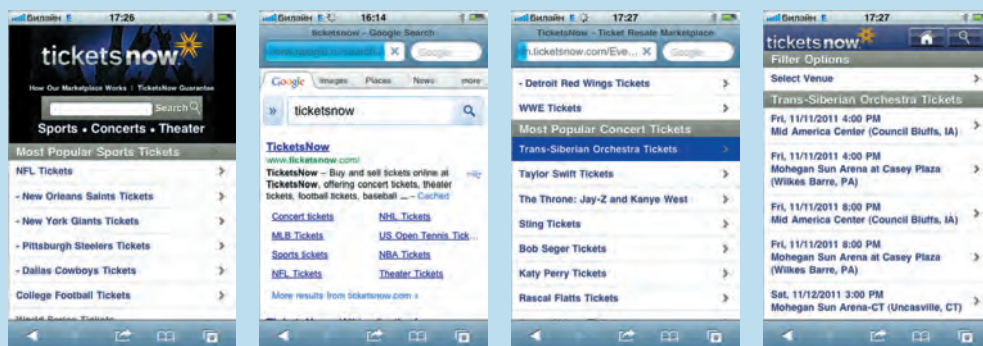 Билайн E 17:26
ticketsnow
How Our Marketplace Works | TicketsNow Guarantee
Search
Sports • Concerts • Theater
Most Popular Sports Tickets
NFL Tickets
- New Orleans Saints Tickets
- New York Giants Tickets
- Pittsburgh Steelers Tickets
- Dallas Cowboys Tickets
College Football Tickets
World Series Tickets
Билайн E 16:14
ticketsnow - Google Search
Google
Google Images Places News more
» ticketsnow
TicketsNow
www.ticketsnow.com/
TicketsNow – Buy and sell tickets online at
TicketsNow, offering concert tickets, theater
tickets, football tickets, baseball ... – Cached
Concert tickets NHL Tickets
MLB Tickets US Open Tennis Tick...
Sports tickets NBA Tickets
NFL Tickets Theater Tickets
More results from ticketsnow.com »
Билайн E 17:27
TicketsNow - Ticket Resale Marketplace
m.ticketsnow.com/Eve... Google
- Detroit Red Wings Tickets
WWE Tickets
Most Popular Concert Tickets
Trans-Siberian Orchestra Tickets
Taylor Swift Tickets
The Throne: Jay-Z and Kanye West
Sting Tickets
Bob Seger Tickets
Katy Perry Tickets
Rascal Flatts Tickets
Билайн E 17:27
ticketsnow
Filter Options
Select Venue
Trans-Siberian Orchestra Tickets
Fri, 11/11/2011 4:00 PM
Mid America Center (Council Bluffs, IA)
Fri, 11/11/2011 4:00 PM
Mohegan Sun Arena at Casey Plaza
(Wilkes Barre, PA)
Fri, 11/11/2011 8:00 PM
Mid America Center (Council Bluffs, IA)
Fri, 11/11/2011 8:00 PM
Mohegan Sun Arena at Casey Plaza
(Wilkes Barre, PA)
Sat, 11/12/2011 3:00 PM
Mohegan Sun Arena-CT (Uncasville, CT)